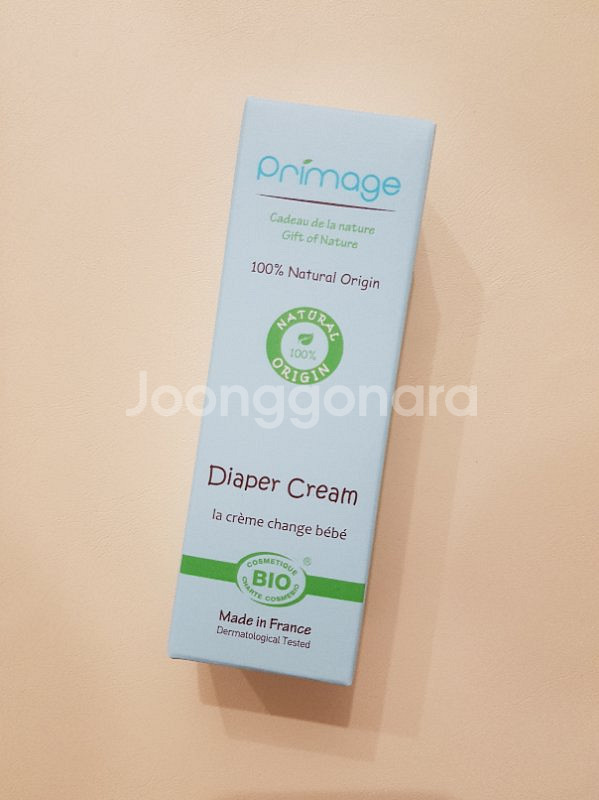 Prímage
Cadeau de la nature
Gift of Nature
100% Natural Origin
NATURAL
100%
ORIGIN
Joonggonara
Diaper Cream
la crème change bébé
COSMETIQUE
®
BIO
CHARTE COSMEBIO
Made in France
Dermatological Tested